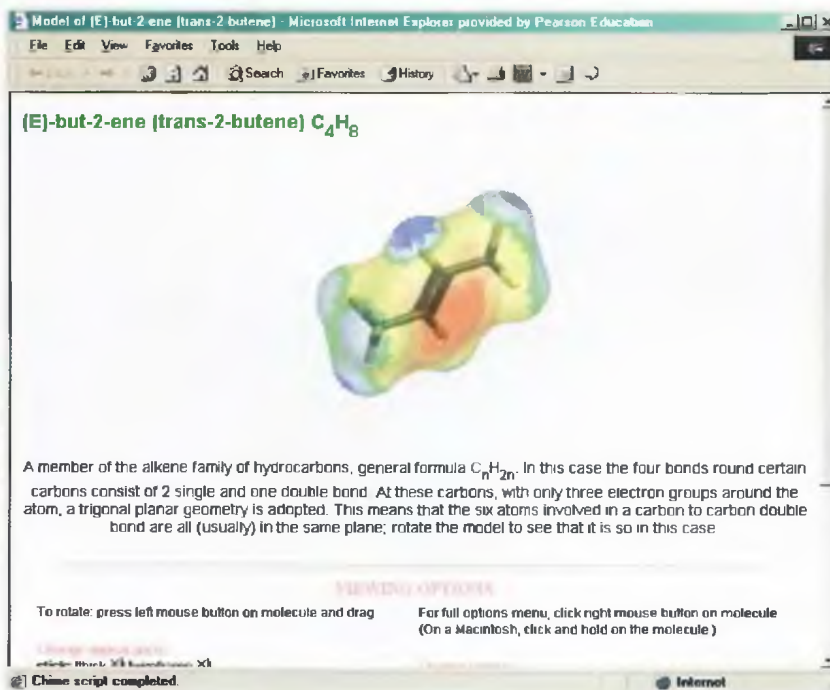 Model of (E)-but-2-ene (trans-2-butene) - Microsoft Internet Explorer provided by Pearson Education
File Edit View Favorites Tools Help
Search Favorites History
(E)-but-2-ene (trans-2-butene) C4H8
A member of the alkene family of hydrocarbons, general formula CnH2n. In this case the four bonds round certain
carbons consist of 2 single and one double bond. At these carbons, with only three electron groups around the
atom, a trigonal planar geometry is adopted. This means that the six atoms involved in a carbon to carbon double
bond are all (usually) in the same plane; rotate the model to see that it is so in this case
VIEWING OPTIONS
To rotate: press left mouse button on molecule and drag
For full options menu, click right mouse button on molecule
(On a Macintosh, click and hold on the molecule )
Chime script completed.
Internet